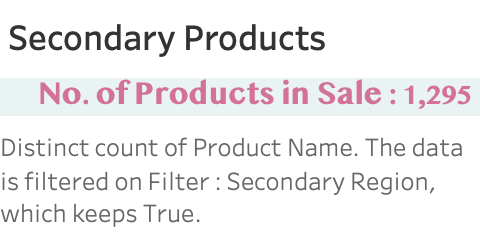 Secondary Products
No. of Products in Sale : 1,295
Distinct count of Product Name. The data
is filtered on Filter : Secondary Region,
which keeps True.